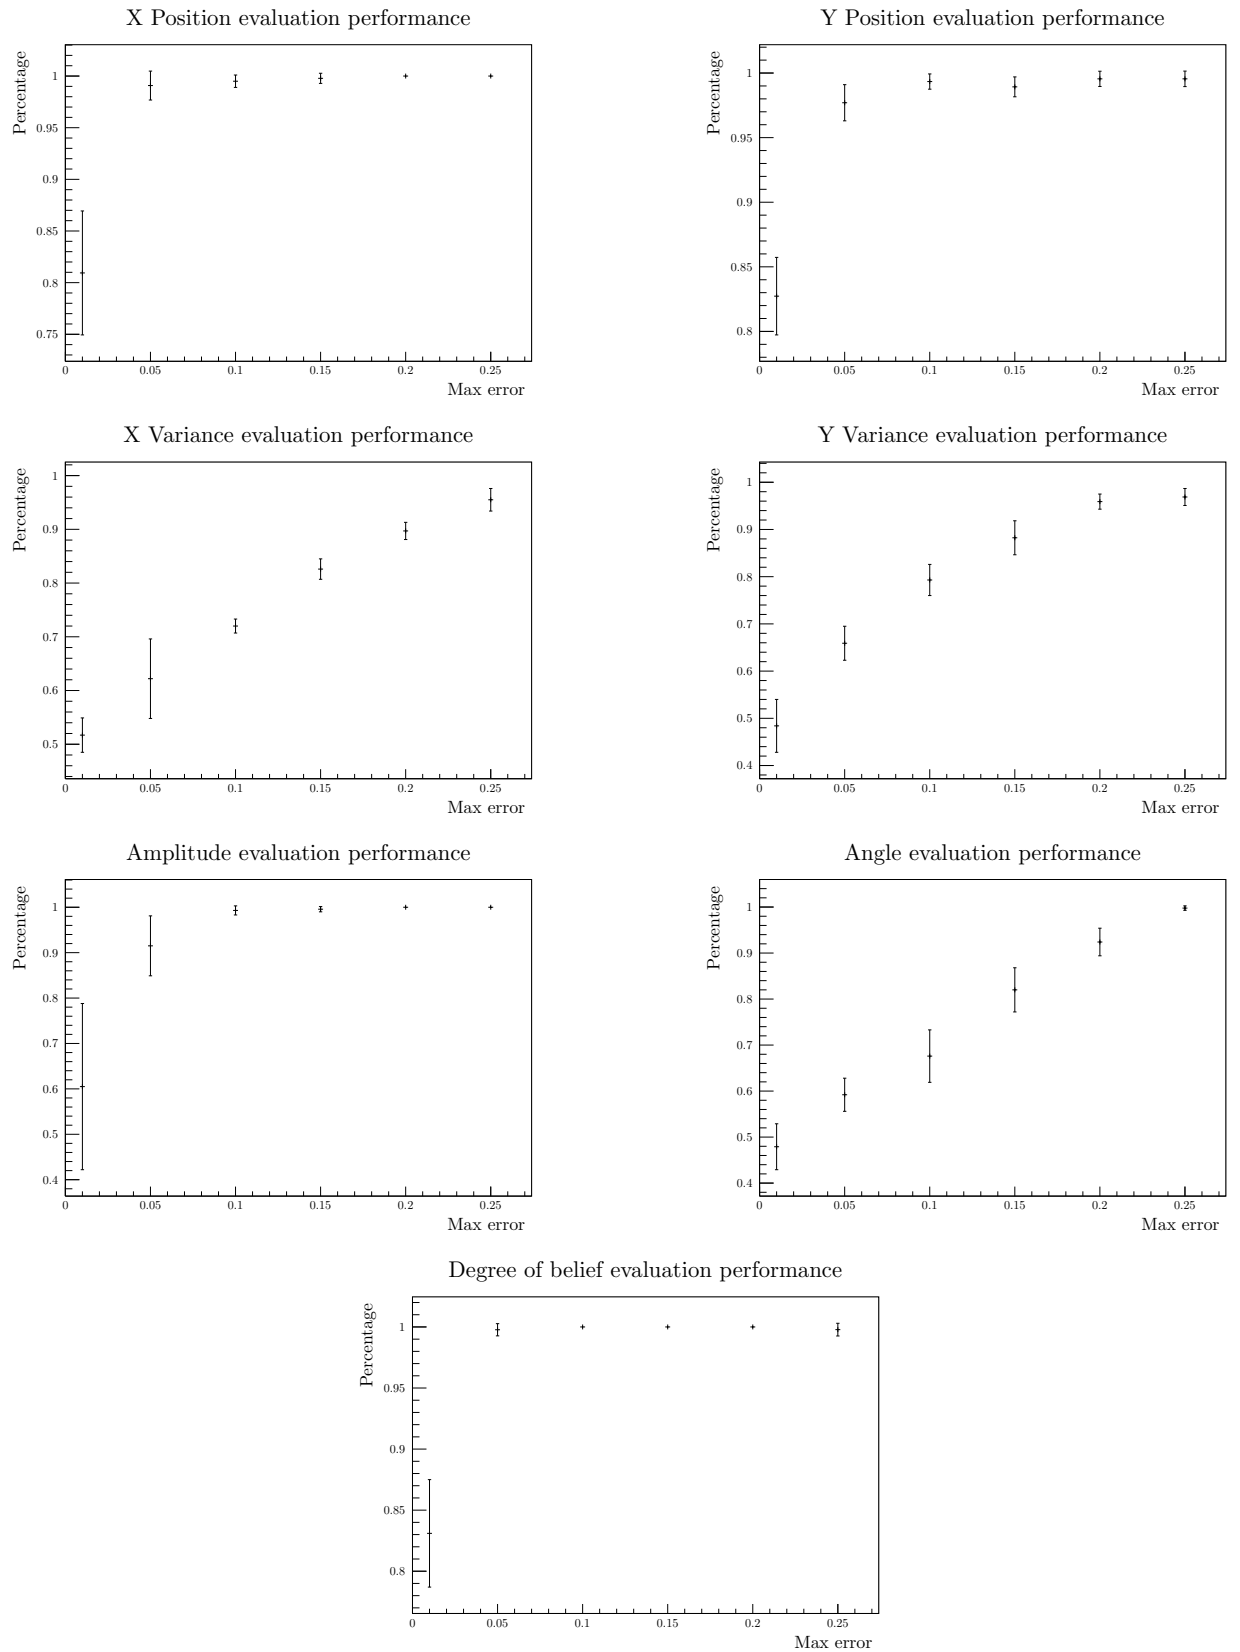 X Position evaluation performance
Percentage
1
0.95
0.9
0.85
0.8
0.75
0 0.05 0.1 0.15 0.2 0.25
Max error
Y Position evaluation performance
Percentage
1
0.95
0.9
0.85
0.8
0 0.05 0.1 0.15 0.2 0.25
Max error
X Variance evaluation performance
Percentage
1
0.9
0.8
0.7
0.6
0.5
0 0.05 0.1 0.15 0.2 0.25
Max error
Y Variance evaluation performance
Percentage
1
0.9
0.8
0.7
0.6
0.5
0.4
0 0.05 0.1 0.15 0.2 0.25
Max error
Amplitude evaluation performance
Percentage
1
0.9
0.8
0.7
0.6
0.5
0.4
0 0.05 0.1 0.15 0.2 0.25
Max error
Angle evaluation performance
Percentage
1
0.9
0.8
0.7
0.6
0.5
0.4
0 0.05 0.1 0.15 0.2 0.25
Max error
Degree of belief evaluation performance
Percentage
1
0.95
0.9
0.85
0.8
0 0.05 0.1 0.15 0.2 0.25
Max error